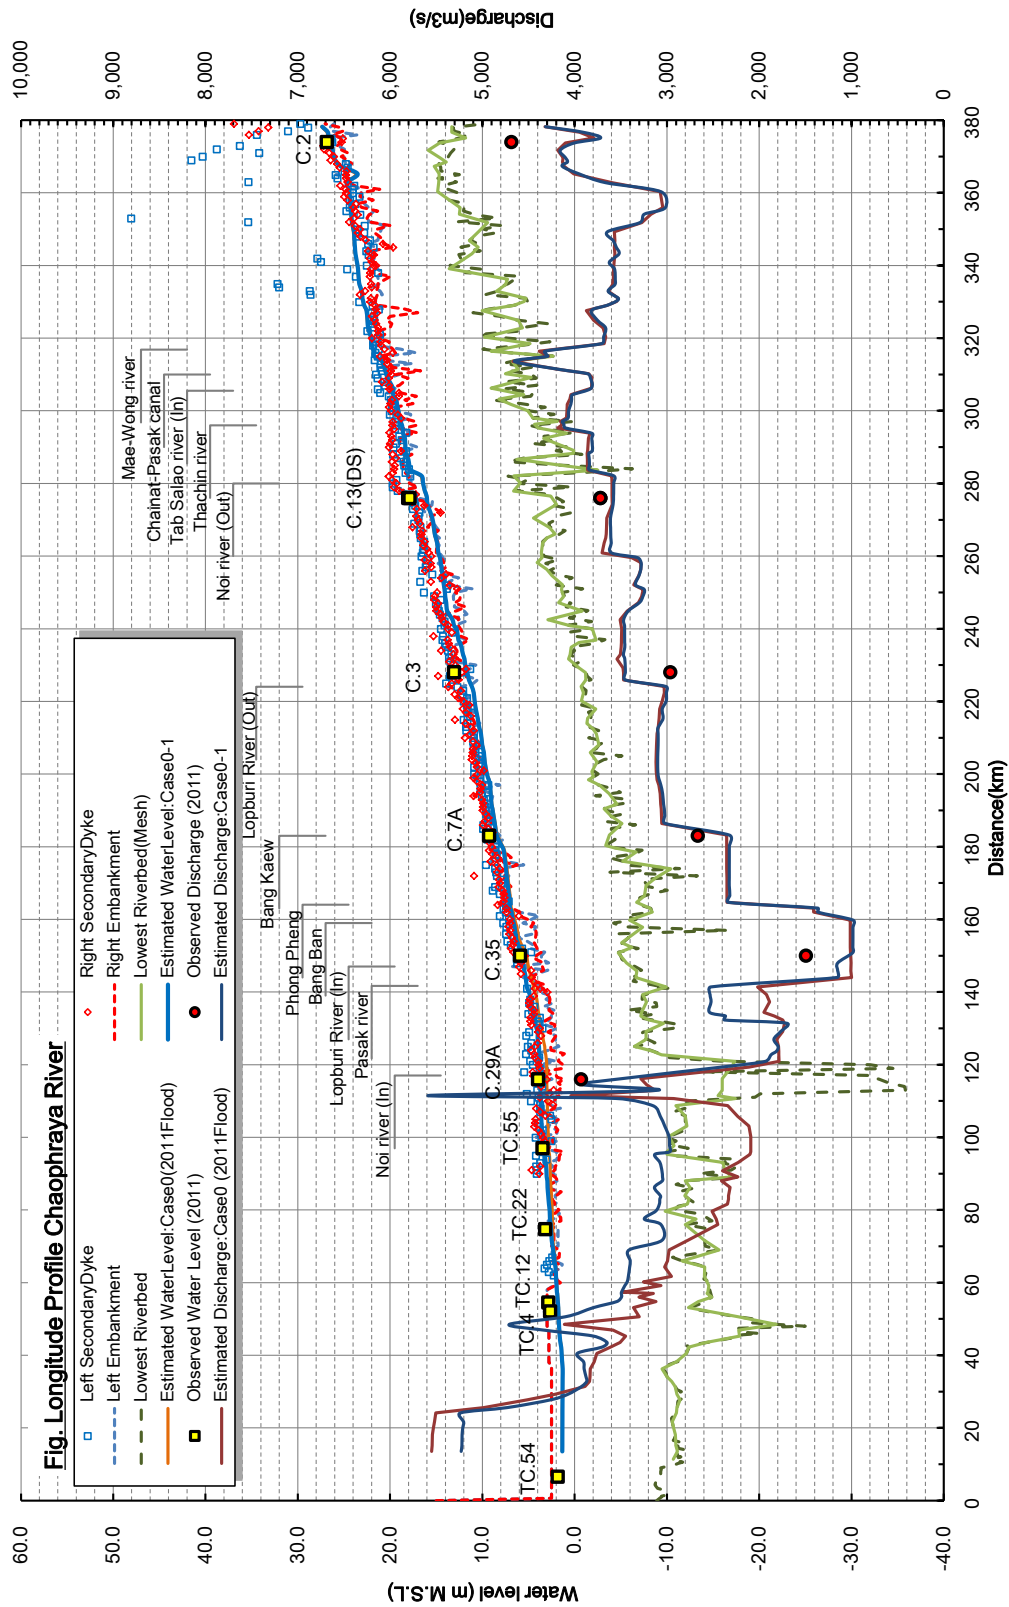 Fig. Longitude Profile Chaophraya River
Left SecondaryDyke
Right SecondaryDyke
Left Embankment
Right Embankment
Lowest Riverbed
Lowest Riverbed(Mesh)
Estimated WaterLevel:Case0(2011Flood)
Estimated WaterLevel:Case0-1
Observed Water Level (2011)
Observed Discharge (2011)
Estimated Discharge:Case0 (2011Flood)
Estimated Discharge:Case0-1
Water level (m M.S.L)
60.0
50.0
40.0
30.0
20.0
10.0
0.0
-10.0
-20.0
-30.0
-40.0
Discharge(m3/s)
10,000
9,000
8,000
7,000
6,000
5,000
4,000
3,000
2,000
1,000
0
Distance(km)
0
20
40
60
80
100
120
140
160
180
200
220
240
260
280
300
320
340
360
380
TC.54
TC.4
TC.12
TC.22
TC.55
C.29A
C.35
C.7A
C.3
C.13(DS)
C.2
Noi river (In)
Pasak river
Lopburi River (In)
Bang Ban
Phong Pheng
Bang Kaew
Lopburi River (Out)
Noi river (Out)
Thachin river
Tab Salao river (In)
Chainat-Pasak canal
Mae-Wong river